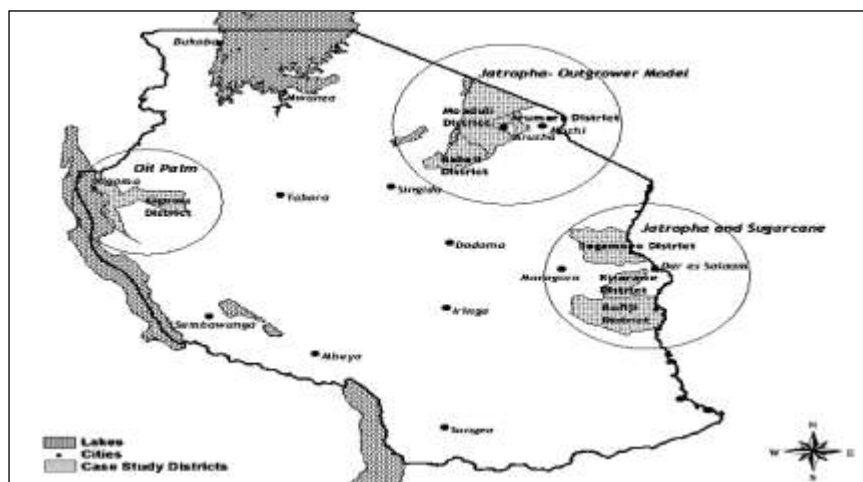 Bukoba
Mwanza
Jatropha- Outgrower Model
Arumeru District
Monduli
District
Moshi
Arusha
Babati
District
Oil Palm
Kigoma
Kigoma
District
Tabora
Singida
Jatropha and Sugarcane
Bagamoyo District
Dodoma
Dar es Salaam
Morogoro
Kisarawe
District
Rufiji
District
Iringa
Sumbawanga
Mbeya
Songea
Lakes
Cities
Case Study Districts
N
W
E
S